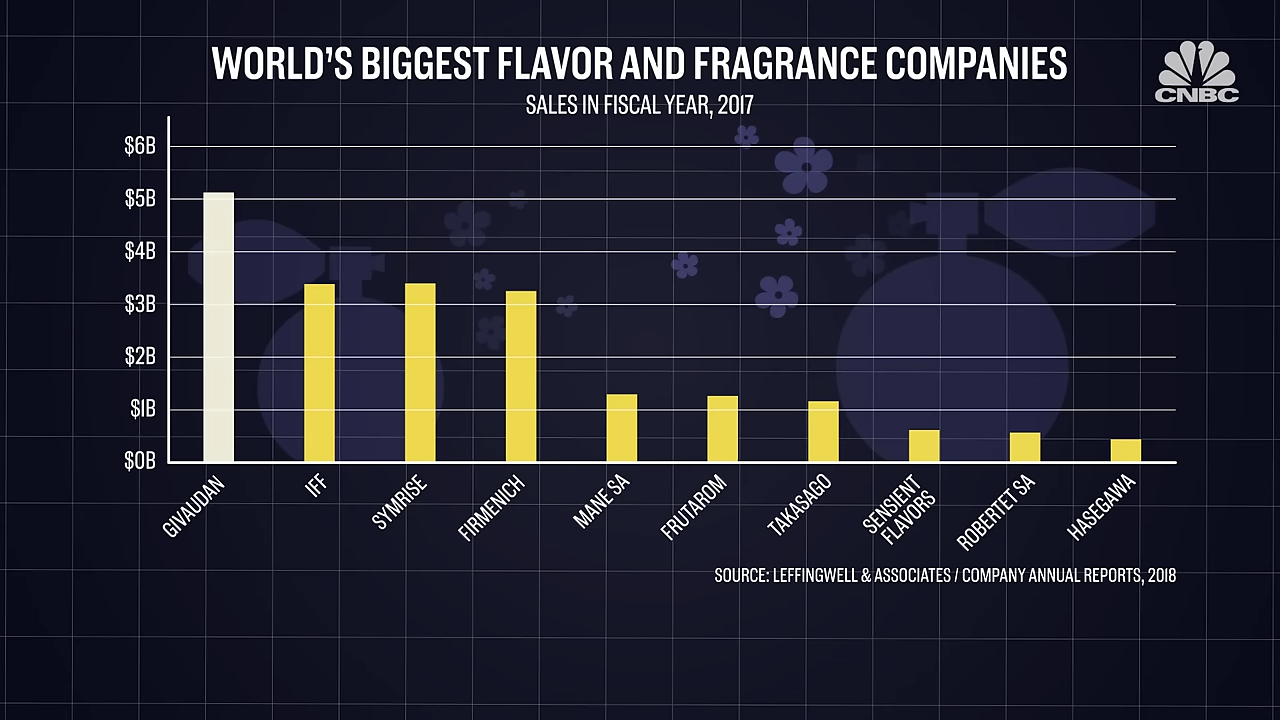 WORLD'S BIGGEST FLAVOR AND FRAGRANCE COMPANIES
CNBC
SALES IN FISCAL YEAR, 2017
$6B
$5B
$4B
$3B
$2B
$1B
$0B
GIVAUDAN
IFF
SYMRISE
FIRMENICH
MANE SA
FRUTAROM
TAKASAGO
SENSIENT
FLAVORS
ROBERTET SA
HASEGAWA
SOURCE: LEFFINGWELL & ASSOCIATES / COMPANY ANNUAL REPORTS, 2018